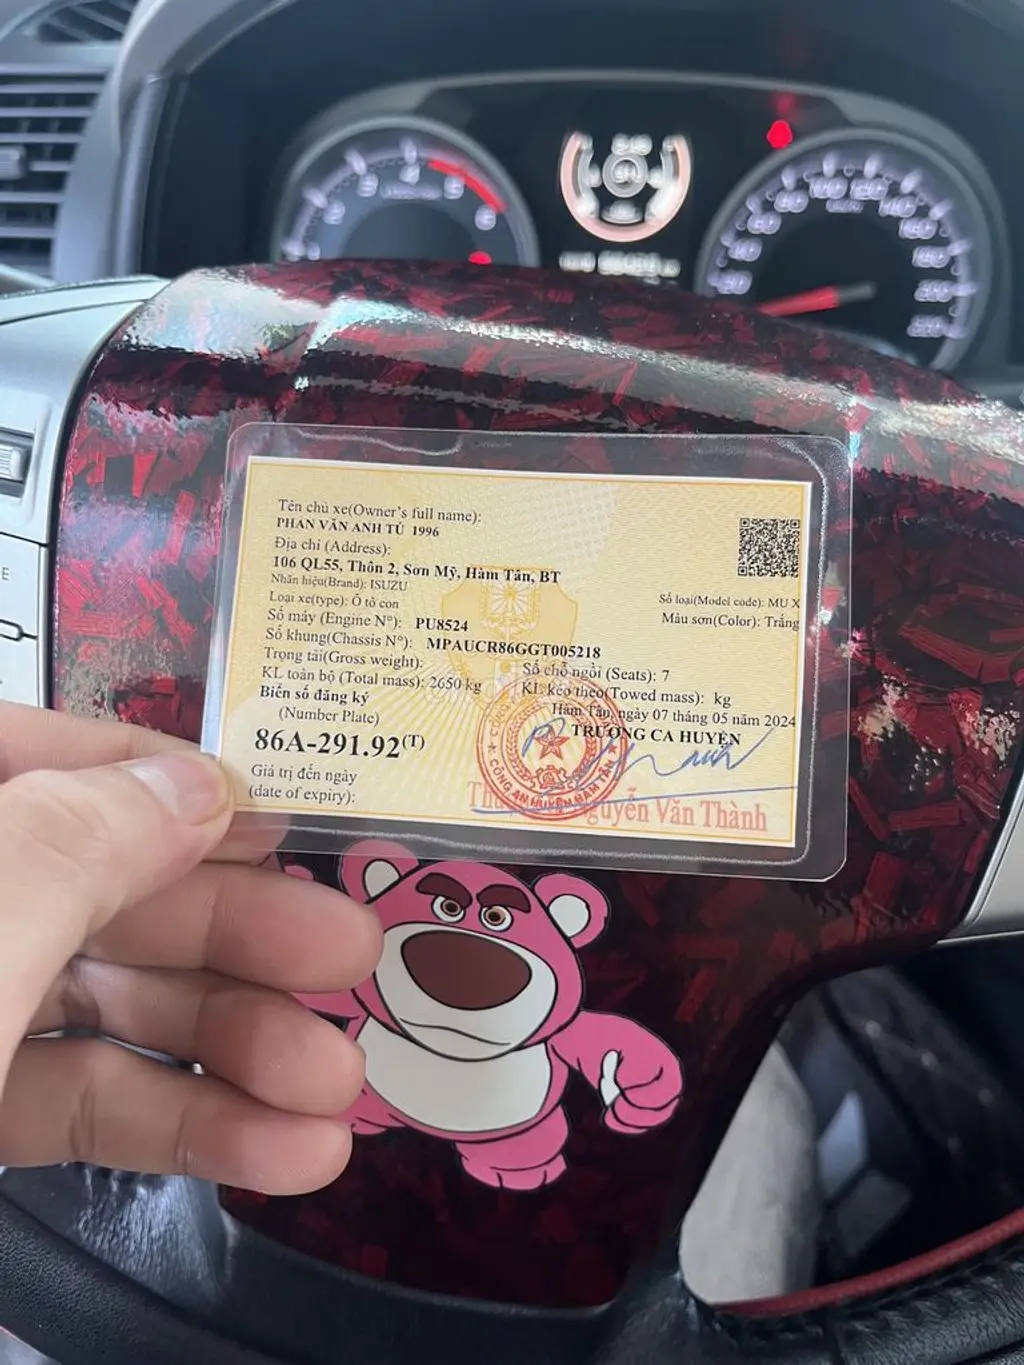 Tên chủ xe(Owner's full name):
PHAN VĂN ANH TÚ 1996
Địa chỉ (Address):
106 QL55, Thôn 2, Sơn Mỹ, Hàm Tân, BT
Nhãn hiệu(Brand): ISUZU
Số loại(Model code): MU X
Loại xe(type): Ô tô con
Màu sơn(Color): Trắng
Số máy (Engine N°): PU8524
Số khung(Chassis N°): MPAUCR86GGT005218
Trọng tải(Gross weight):
Số chỗ ngồi (Seats): 7
KL toàn bộ (Total mass): 2650 kg
KL kéo theo(Towed mass): kg
Biển số đăng ký
(Number Plate)
Hàm Tân, ngày 07 tháng 05 năm 2024
TRƯỞNG CA HUYỆN
86A-291.92(T)
Giá trị đến ngày
(date of expiry):
CÔNG AN HUYỆN HÀM TÂN
Nguyễn Văn Thành